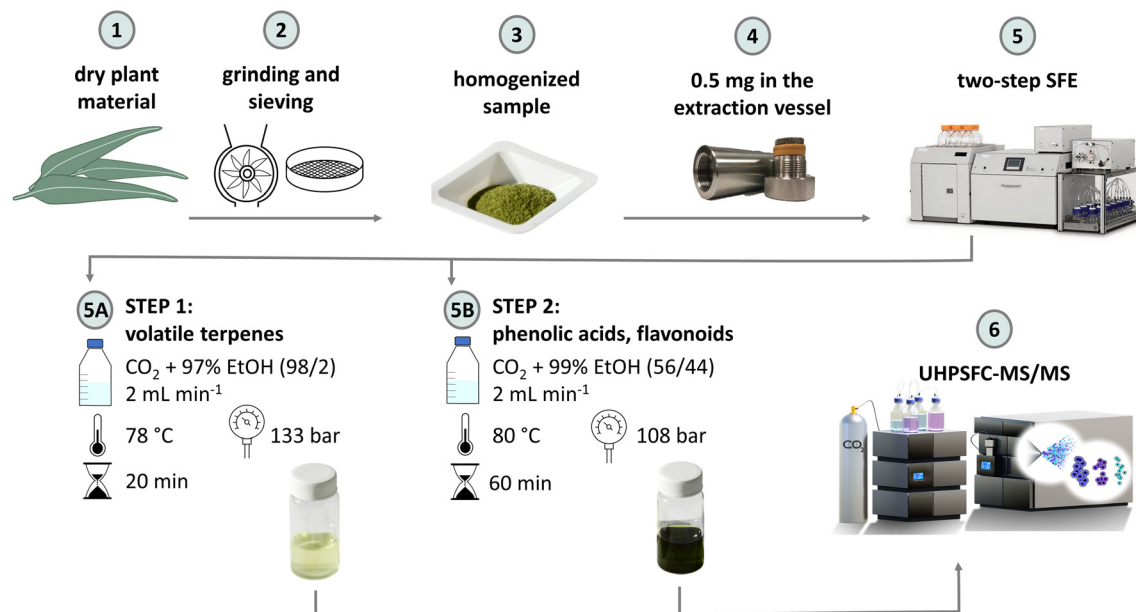 1
dry plant
material
2
grinding and
sieving
3
homogenized
sample
4
0.5 mg in the
extraction vessel
5
two-step SFE
5A
STEP 1:
volatile terpenes
CO₂ + 97% EtOH (98/2)
2 mL min⁻¹
78 °C
133 bar
20 min
5B
STEP 2:
phenolic acids, flavonoids
CO₂ + 99% EtOH (56/44)
2 mL min⁻¹
80 °C
108 bar
60 min
6
UHPSFC-MS/MS
CO₂